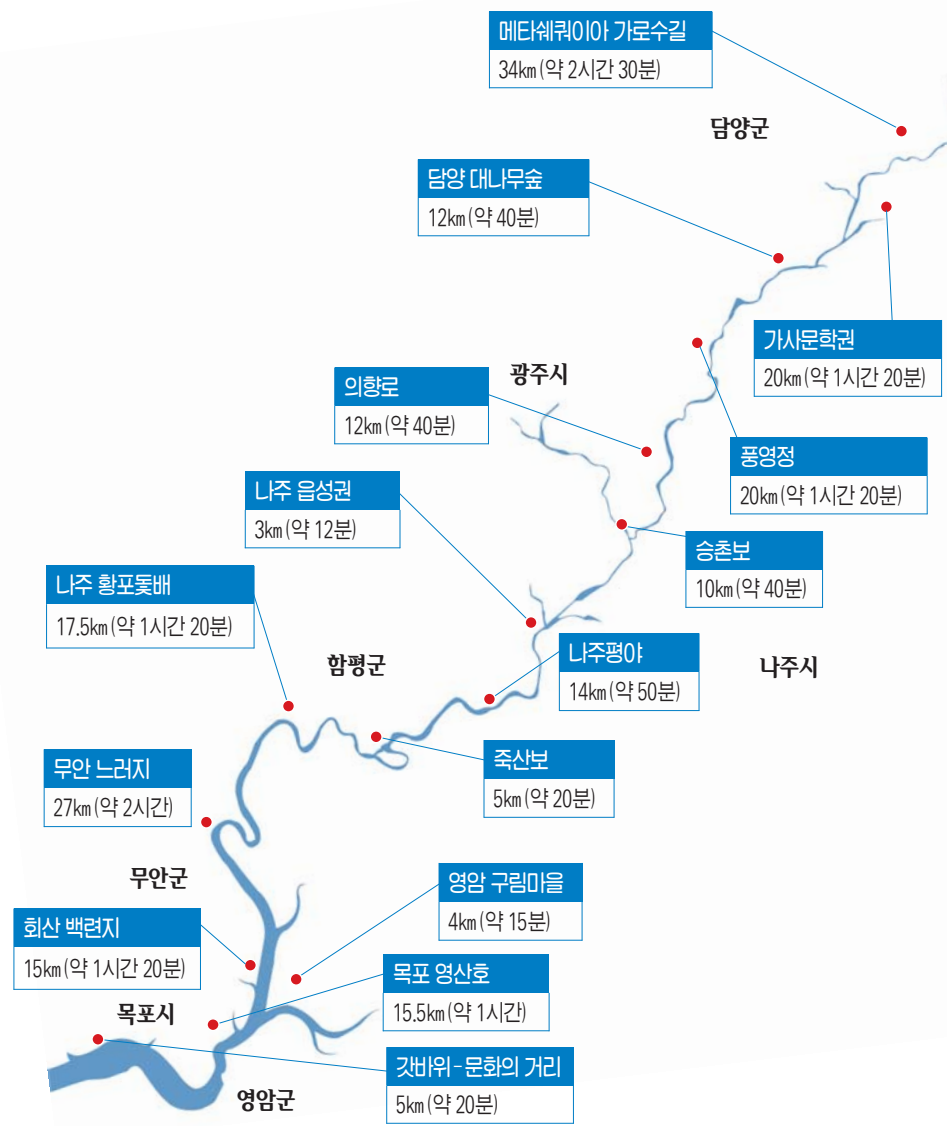 메타쉐쿼이아 가로수길
34km(약 2시간 30분)
담양군
담양 대나무숲
12km(약 40분)
가사문학권
20km(약 1시간 20분)
광주시
의향로
12km(약 40분)
풍영정
20km(약 1시간 20분)
나주 읍성권
3km(약 12분)
승촌보
10km(약 40분)
나주 황포돛배
17.5km(약 1시간 20분)
함평군
나주평야
14km(약 50분)
나주시
죽산보
5km(약 20분)
무안 느러지
27km(약 2시간)
무안군
영암 구림마을
4km(약 15분)
회산 백련지
15km(약 1시간 20분)
목포 영산호
15.5km(약 1시간)
목포시
갓바위-문화의 거리
5km(약 20분)
영암군